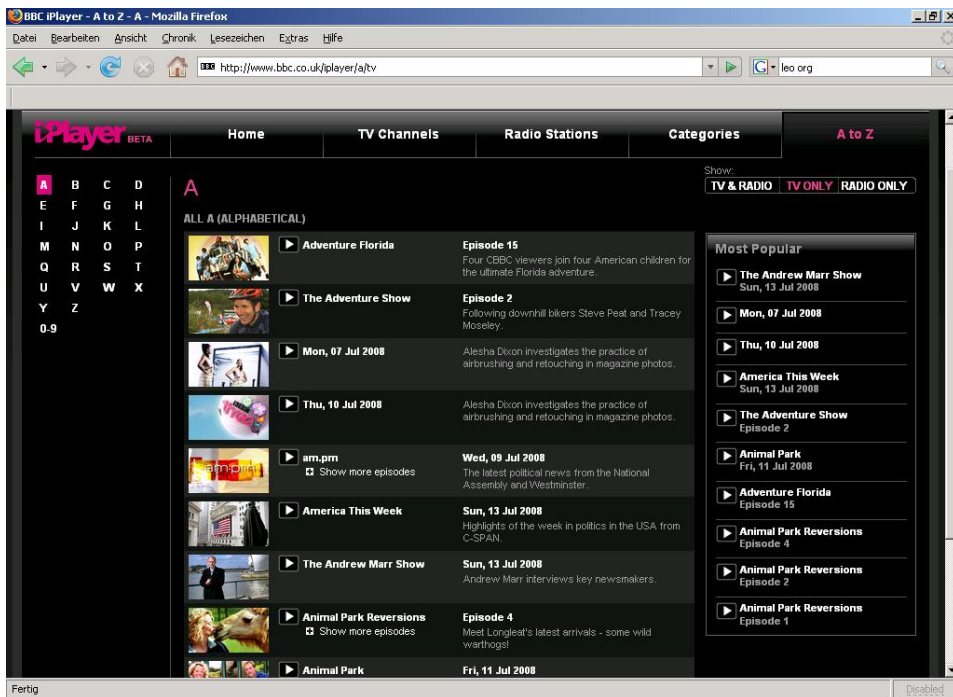 BBC iPlayer - A to Z - A - Mozilla Firefox
Datei Bearbeiten Ansicht Chronik Lesezeichen Extras Hilfe
BBC http://www.bbc.co.uk/iplayer/a/tv G leo org
iPlayer BETA Home TV Channels Radio Stations Categories A to Z
Show:
TV & RADIO TV ONLY RADIO ONLY
A B C D
E F G H
I J K L
M N O P
Q R S T
U V W X
Y Z
0-9
A
ALL A (ALPHABETICAL)
Adventure Florida
Episode 15
Four CBBC viewers join four American children for
the ultimate Florida adventure.
The Adventure Show
Episode 2
Following downhill bikers Steve Peat and Tracey
Moseley.
Mon, 07 Jul 2008
Alesha Dixon investigates the practice of
airbrushing and retouching in magazine photos.
Thu, 10 Jul 2008
Alesha Dixon investigates the practice of
airbrushing and retouching in magazine photos.
am.pm
am.pm
Show more episodes
Wed, 09 Jul 2008
The latest political news from the National
Assembly and Westminster.
America This Week
Sun, 13 Jul 2008
Highlights of the week in politics in the USA from
C-SPAN.
The Andrew Marr Show
Sun, 13 Jul 2008
Andrew Marr interviews key newsmakers.
Animal Park Reversions
Show more episodes
Episode 4
Meet Longleat's latest arrivals - some wild
warthogs!
Animal Park
Fri, 11 Jul 2008
Most Popular
The Andrew Marr Show
Sun, 13 Jul 2008
Mon, 07 Jul 2008
Thu, 10 Jul 2008
America This Week
Sun, 13 Jul 2008
The Adventure Show
Episode 2
Animal Park
Fri, 11 Jul 2008
Adventure Florida
Episode 15
Animal Park Reversions
Episode 4
Animal Park Reversions
Episode 2
Animal Park Reversions
Episode 1
Fertig Disabled